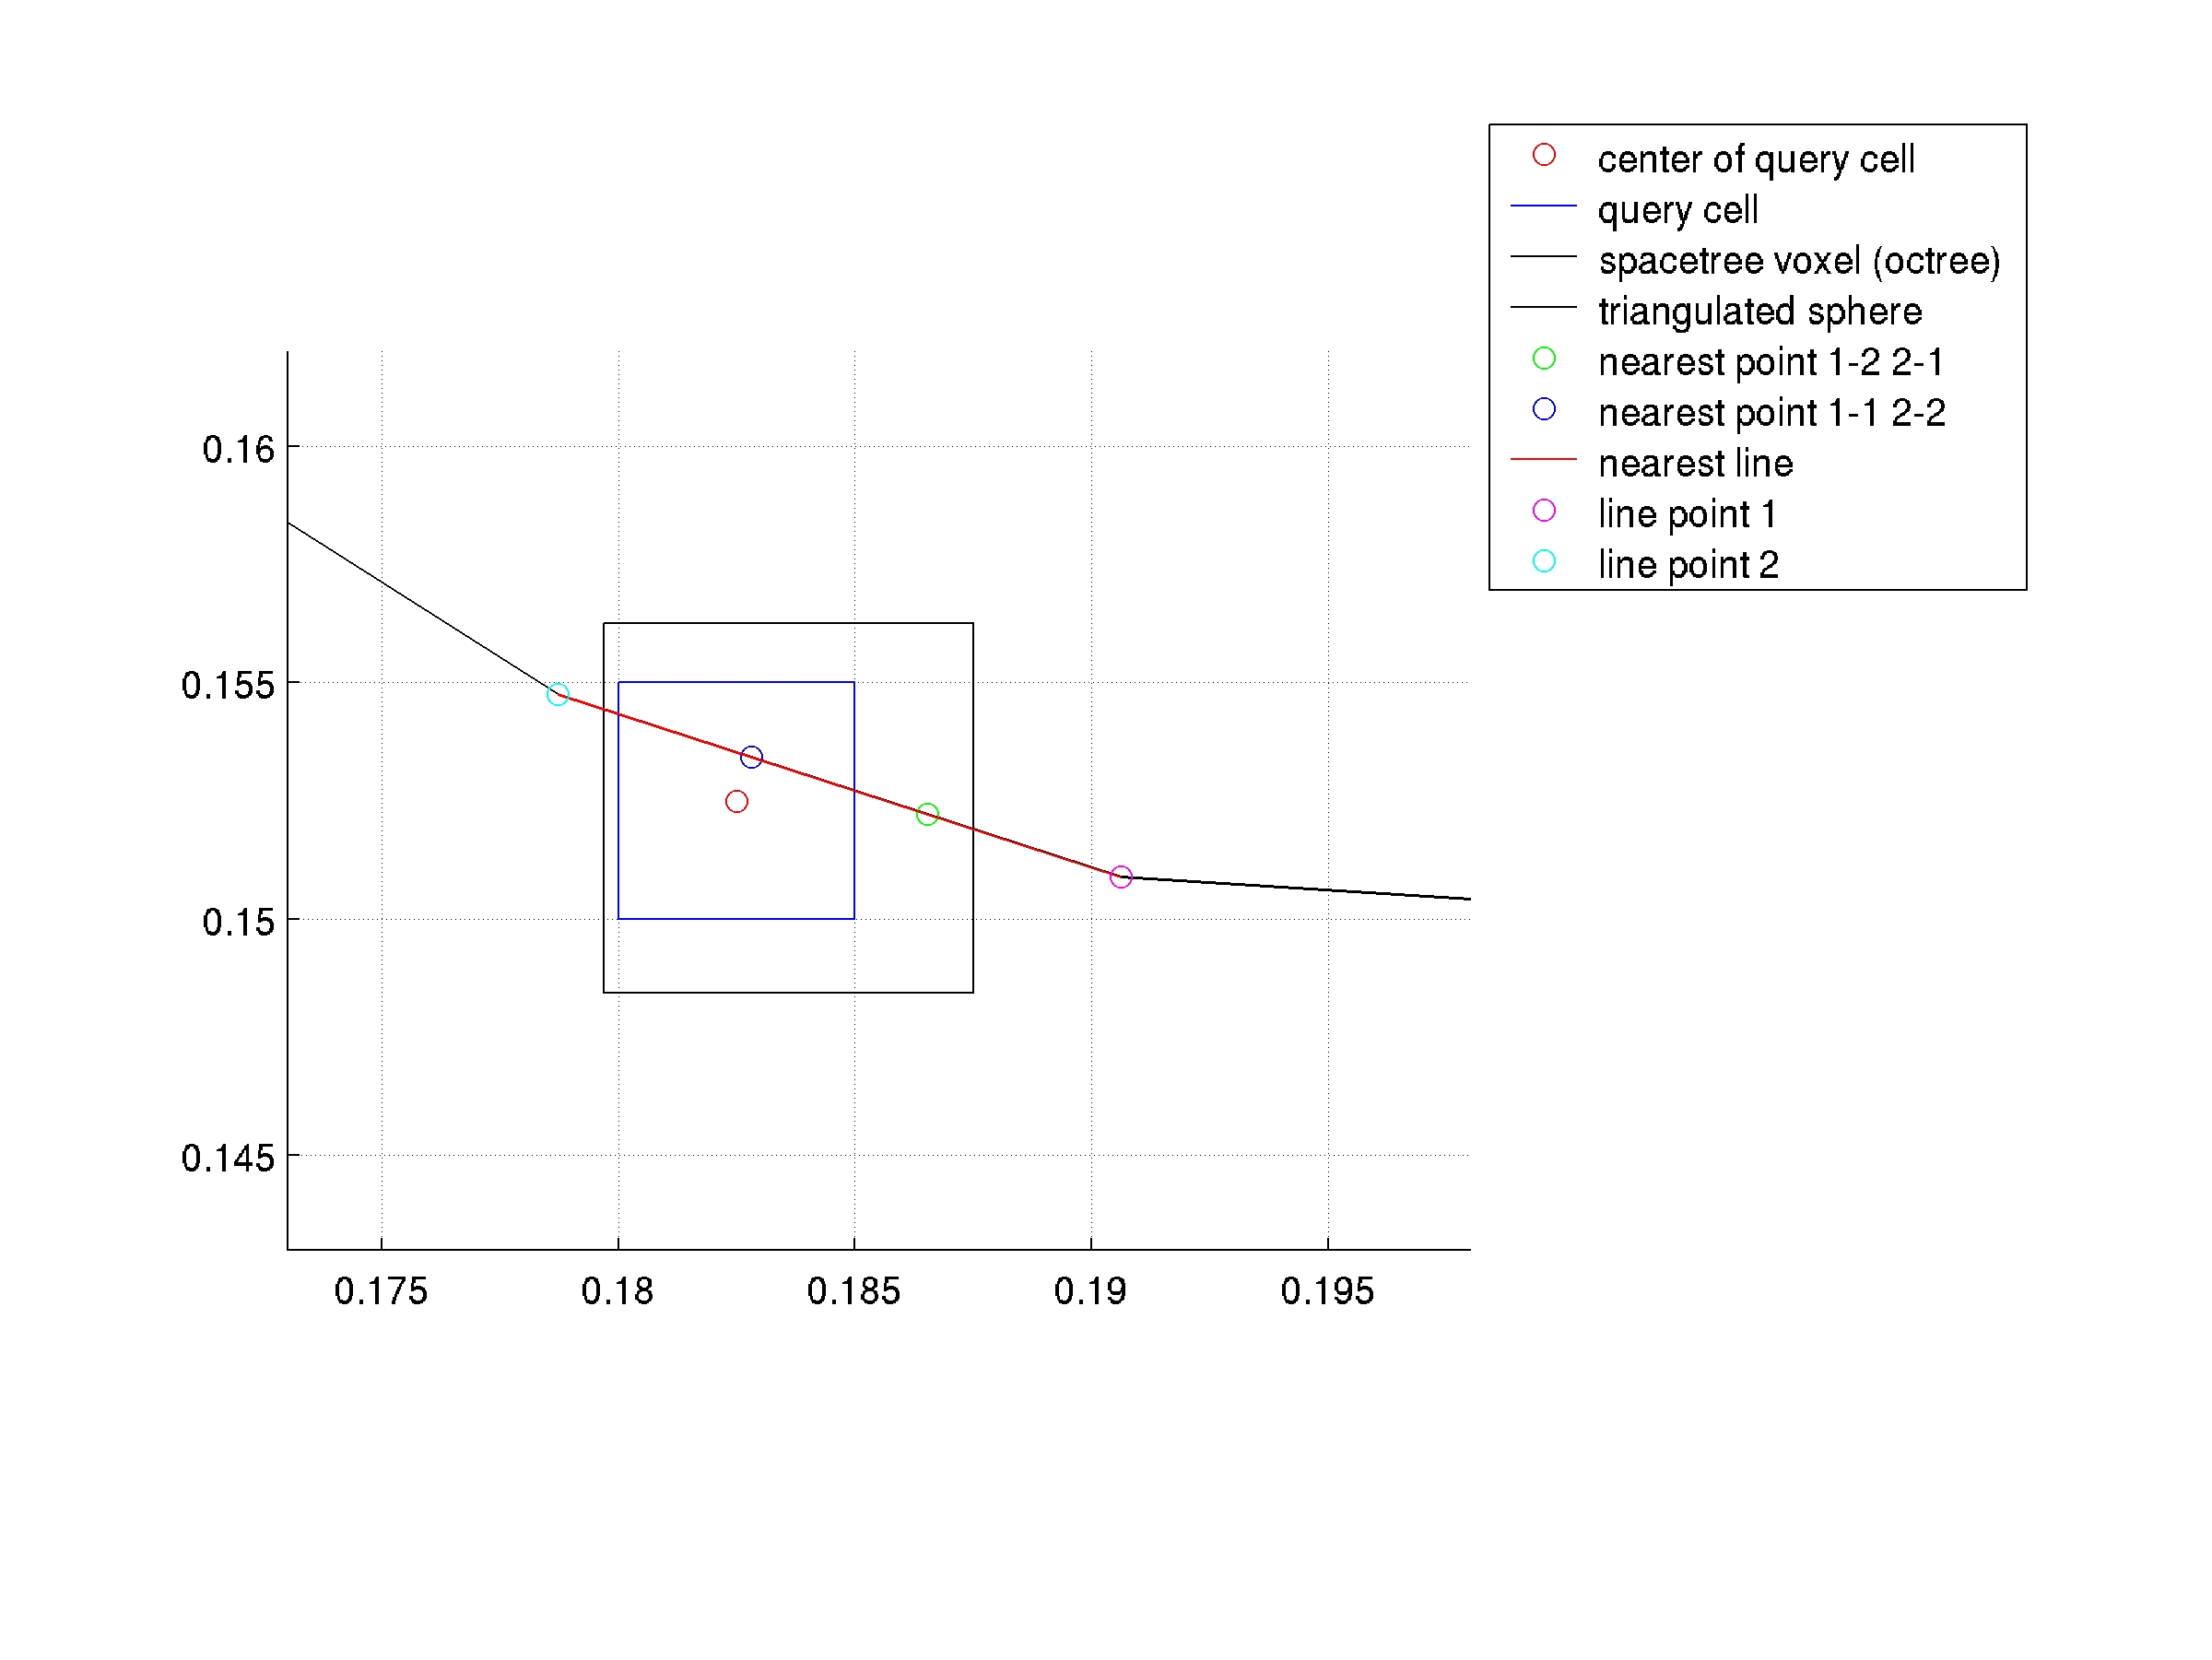 center of query cell
query cell
spacetree voxel (octree)
triangulated sphere
nearest point 1-2 2-1
nearest point 1-1 2-2
nearest line
line point 1
line point 2
0.16
0.155
0.15
0.145
0.175 0.18 0.185 0.19 0.195